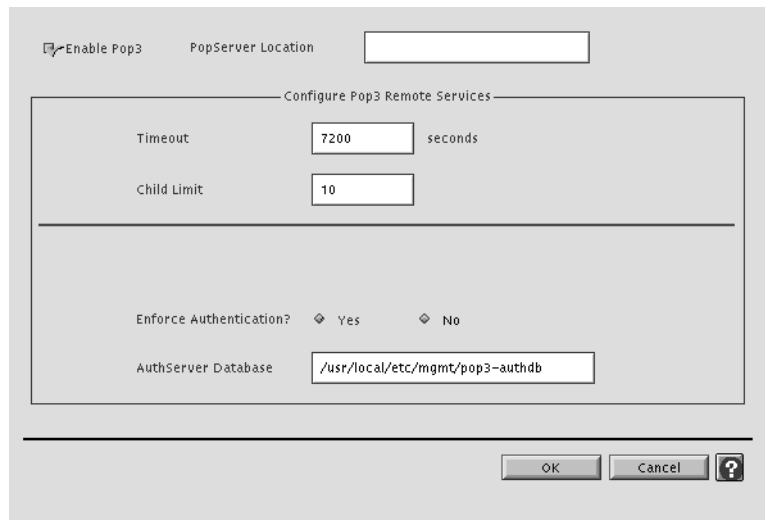 Enable Pop3 PopServer Location
Configure Pop3 Remote Services
Timeout 7200 seconds
Child Limit 10
Enforce Authentication? Yes No
AuthServer Database /usr/local/etc/mgmt/pop3-authdb
OK Cancel ?